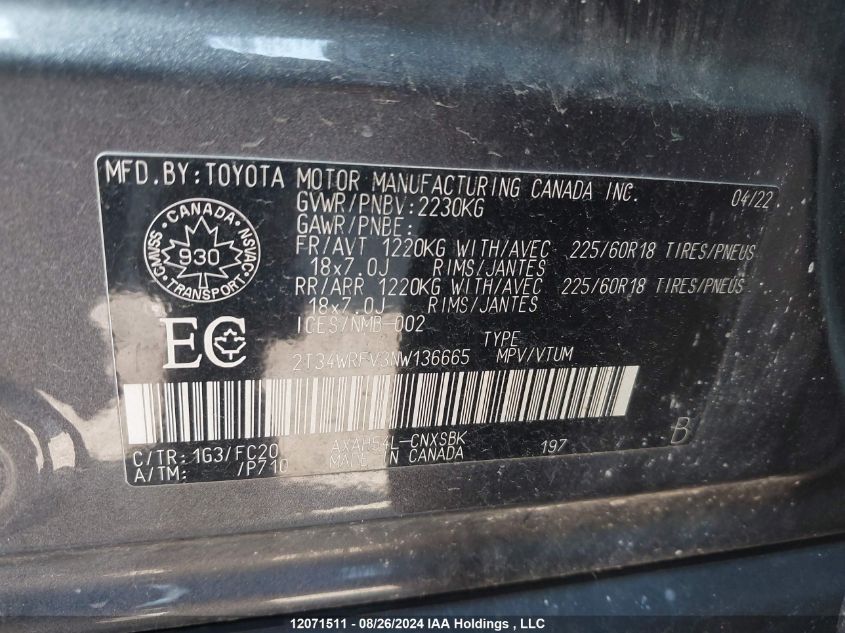 MFD.BY:TOYOTA MOTOR MANUFACTURING CANADA INC. 04/22
GVWR/PNBV:2230KG
GAWR/PNBE:
FR/AVT 1220KG WITH/AVEC 225/60R18 TIRES/PNEUS
18x7.0J RIMS/JANTES
RR/ARR 1220KG WITH/AVEC 225/60R18 TIRES/PNEUS
18x7.0J RIMS/JANTES
ICES/NMB-002
CANADA
CMVSS 930 NSVAC
TRANSPORT
EC
TYPE
2T34WRFV3NW136665 MPV/VTUM
C/TR:1G3/FC20 AXAH54L-CNXSBK 197 B
A/TM: /P710 MADE IN CANADA
12071511 - 08/26/2024 IAA Holdings , LLC